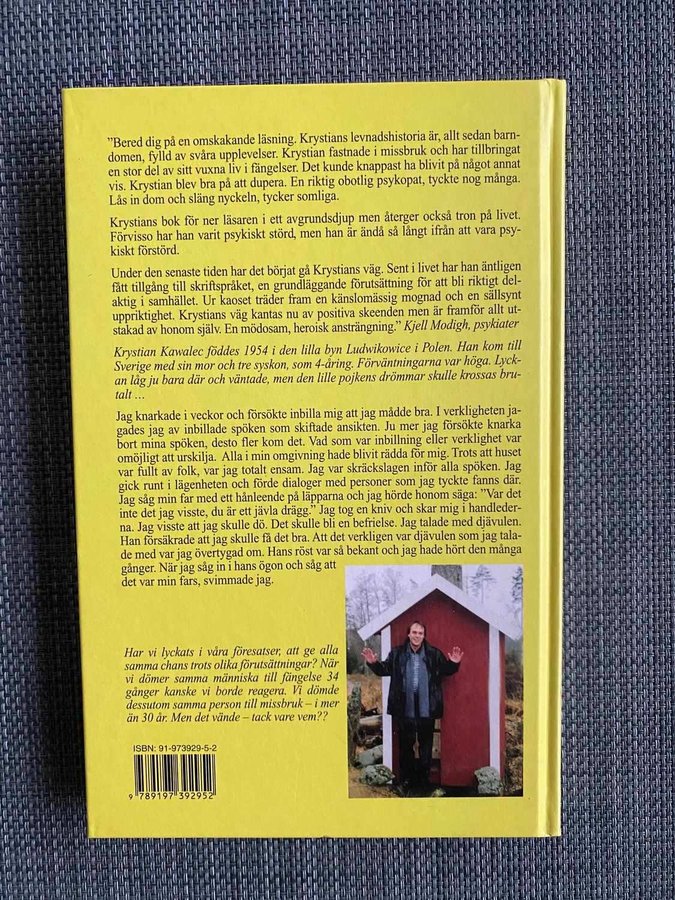 ”Bered dig på en omskakande läsning. Krystians levnadshistoria är, allt sedan barn-
domen, fylld av svåra upplevelser. Krystian fastnade i missbruk och har tillbringat
en stor del av sitt vuxna liv i fängelser. Det kunde knappast ha blivit på något annat
vis. Krystian blev bra på att dupera. En riktig obotlig psykopat, tyckte nog många.
Lås in dom och släng nyckeln, tycker somliga.
Krystians bok för ner läsaren i ett avgrundsdjup men återger också tron på livet.
Förvisso har han varit psykiskt störd, men han är ändå så långt ifrån att vara psy-
kiskt förstörd.
Under den senaste tiden har det börjat gå Krystians väg. Sent i livet har han äntligen
fått tillgång till skriftspråket, en grundläggande förutsättning för att bli riktigt del-
aktig i samhället. Ur kaoset träder fram en känslomässig mognad och en sällsynt
uppriktighet. Krystians väg kantas nu av positiva skeenden men är framför allt ut-
stakad av honom själv. En mödosam, heroisk ansträngning.” Kjell Modigh, psykiater
Krystian Kawalec föddes 1954 i den lilla byn Ludwikowice i Polen. Han kom till
Sverige med sin mor och tre syskon, som 4-åring. Förväntningarna var höga. Lyck-
an låg ju bara där och väntade, men den lille pojkens drömmar skulle krossas bru-
talt ...
Jag knarkade i veckor och försökte inbilla mig att jag mådde bra. I verkligheten ja-
gades jag av inbillade spöken som skiftade ansikten. Ju mer jag försökte knarka
bort mina spöken, desto fler kom det. Vad som var inbillning eller verklighet var
omöjligt att urskilja. Alla i min omgivning hade blivit rädda för mig. Trots att huset
var fullt av folk, var jag totalt ensam. Jag var skräckslagen inför alla spöken. Jag
gick runt i lägenheten och förde dialoger med personer som jag tyckte fanns där.
Jag såg min far med ett hånleende på läpparna och jag hörde honom säga: ”Var det
inte det jag visste, du är ett jävla drägg.” Jag tog en kniv och skar mig i handleder-
na. Jag visste att jag skulle dö. Det skulle bli en befrielse. Jag talade med djävulen.
Han försäkrade att jag skulle få det bra. Att det verkligen var djävulen som jag tala-
de med var jag övertygad om. Hans röst var så bekant och jag hade hört den många
gånger. När jag såg in i hans ögon och såg att
det var min fars, svimmade jag.
Har vi lyckats i våra föresatser, att ge alla
samma chans trots olika förutsättningar? När
vi dömer samma människa till fängelse 34
gånger kanske vi borde reagera. Vi dömde
dessutom samma person till missbruk – i mer
än 30 år. Men det vände – tack vare vem??
ISBN: 91-973929-5-2
9 789197 392952